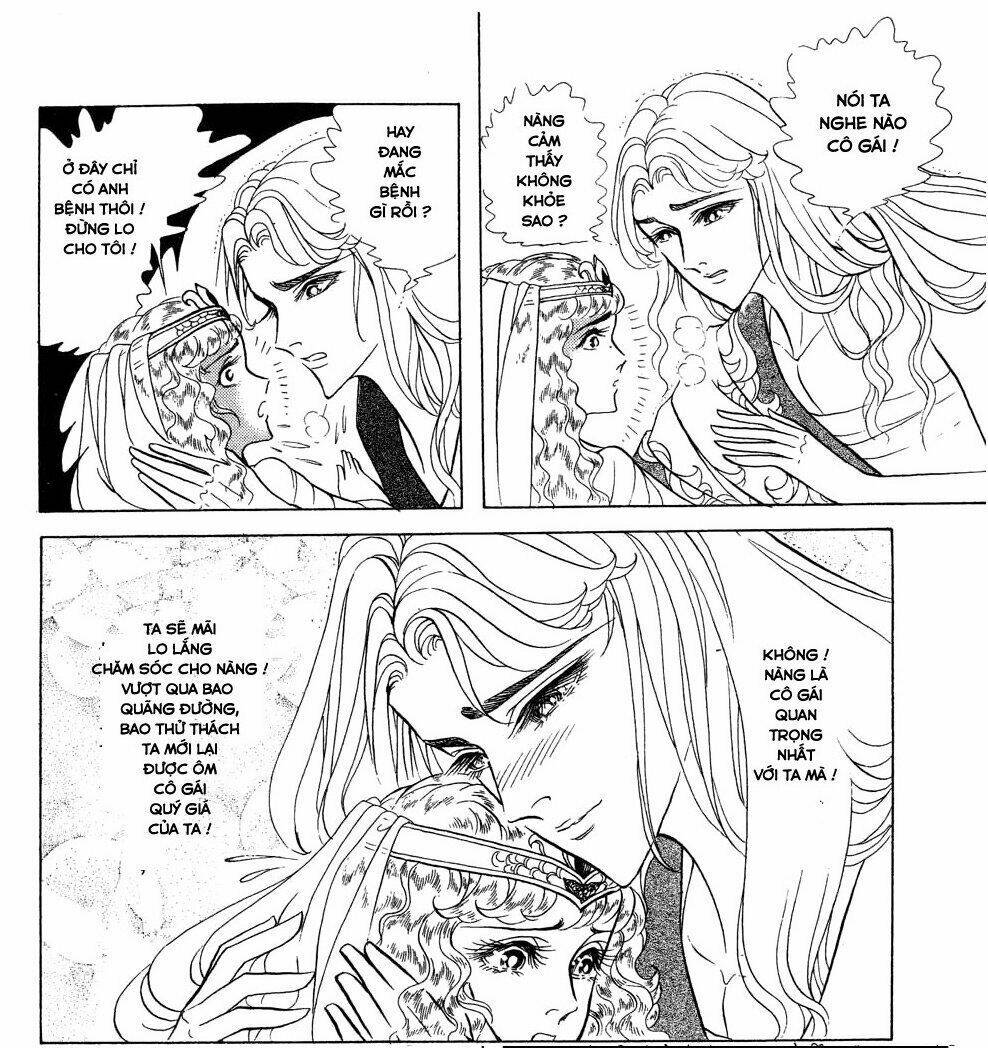 NÓI TA
NGHE NÀO
CÔ GÁI !
NÀNG
CẢM
THẤY
KHÔNG
KHỎE
SAO ?
HAY
ĐANG
MẮC
BỆNH
GÌ RỒI ?
Ở ĐÂY CHỈ
CÓ ANH
BỆNH THÔI !
ĐỪNG LO
CHO TÔI !
KHÔNG !
NÀNG LÀ
CÔ GÁI
QUAN
TRỌNG
NHẤT
VỚI TA MÀ !
TA SẼ MÃI
LO LẮNG
CHĂM SÓC CHO NÀNG !
VƯỢT QUA BAO
QUÃNG ĐƯỜNG,
BAO THỬ THÁCH
TA MỚI LẠI
ĐƯỢC ÔM
CÔ GÁI
QUÝ GIÁ
CỦA TA !